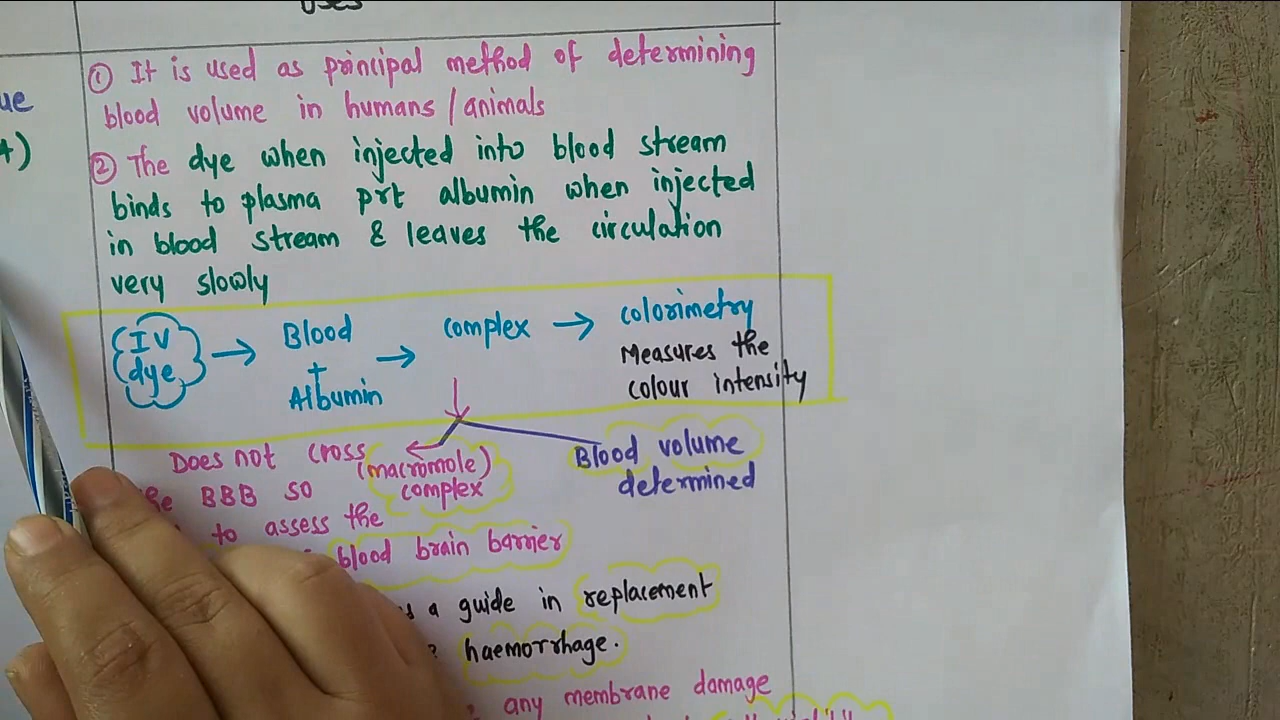 uses
ue
① It is used as principal method of determining
blood volume in humans / animals
② The dye when injected into blood stream
binds to plasma prt albumin when injected
in blood stream & leaves the circulation
very slowly
IV
dye
→ Blood
+
Albumin
→ complex → colorimetry
Measures the
colour intensity
Does not cross (macromole)
complex
BBB so
to assess the
blood brain barrier
Blood volume
determined
a guide in replacement
haemorrhage.
any membrane damage